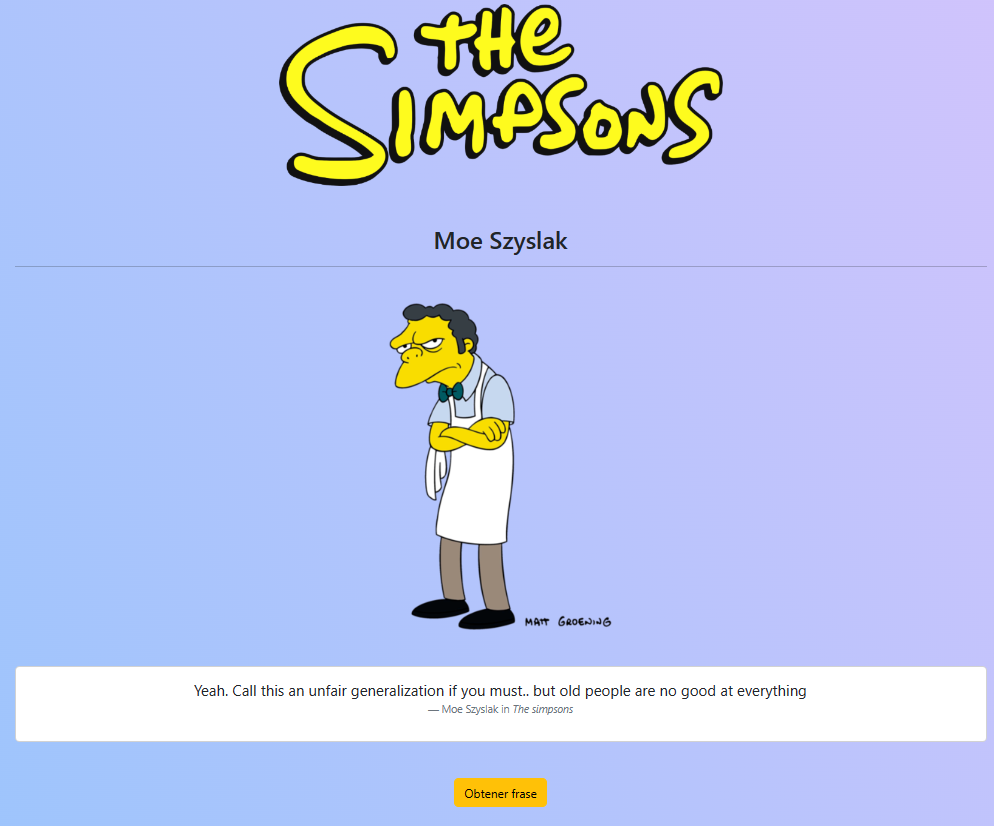 THE
SIMPSONS
Moe Szyslak
MATT GROENING
Yeah. Call this an unfair generalization if you must.. but old people are no good at everything
— Moe Szyslak in The simpsons
Obtener frase